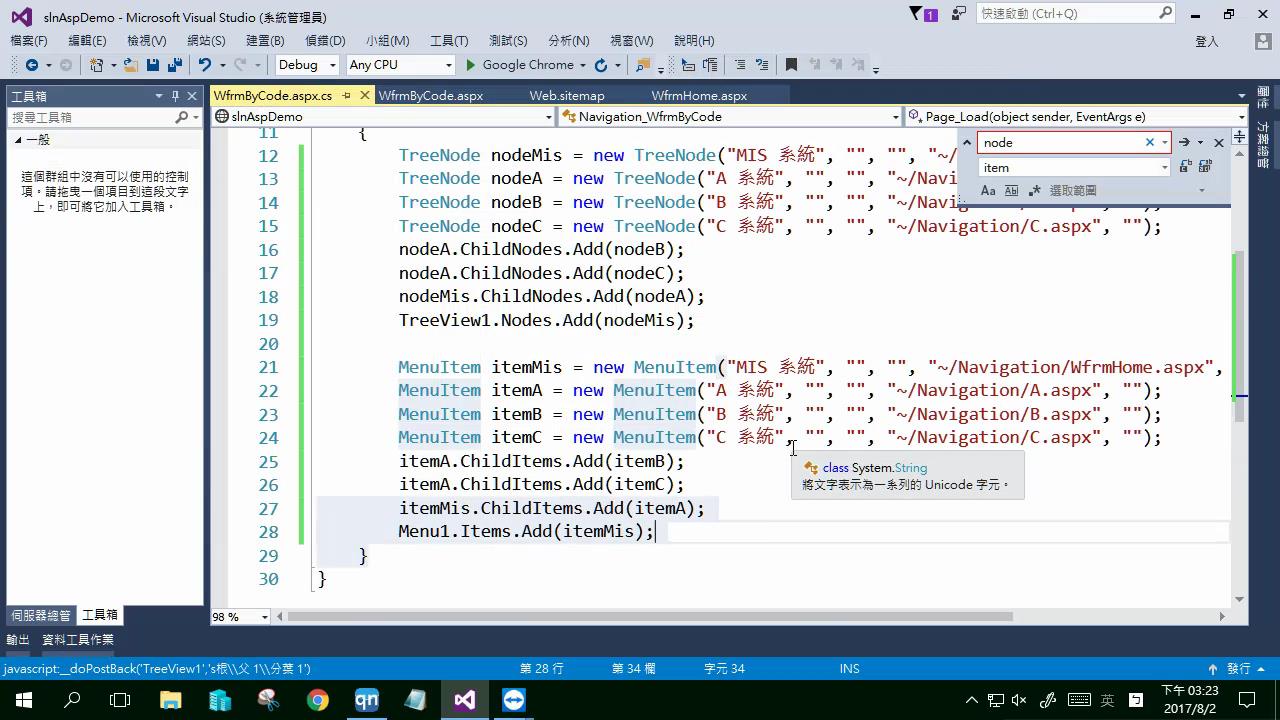 slnAspDemo - Microsoft Visual Studio (系統管理員)
1
快速啟動 (Ctrl+Q)
檔案(F) 編輯(E) 檢視(V) 網站(S) 建置(B) 偵錯(D) 小組(M) 工具(T) 測試(S) 分析(N) 視窗(W) 說明(H)
登入
Debug Any CPU Google Chrome
工具箱
搜尋工具箱
一般
這個群組中沒有可以使用的控制
項。請拖曳一個項目到這段文字
上，即可將它加入工具箱。
WfrmByCode.aspx.cs WfrmByCode.aspx Web.sitemap WfrmHome.aspx
slnAspDemo Navigation_WfrmByCode Page_Load(object sender, EventArgs e)
node
item
Aa Ab 選取範圍
11 {
12 TreeNode nodeMis = new TreeNode("MIS 系統", "", "", "~/
13 TreeNode nodeA = new TreeNode("A 系統", "", "", "~/Navi
14 TreeNode nodeB = new TreeNode("B 系統", "", "", "~/Navigation/B.aspx", "");
15 TreeNode nodeC = new TreeNode("C 系統", "", "", "~/Navigation/C.aspx", "");
16 nodeA.ChildNodes.Add(nodeB);
17 nodeA.ChildNodes.Add(nodeC);
18 nodeMis.ChildNodes.Add(nodeA);
19 TreeView1.Nodes.Add(nodeMis);
20
21 MenuItem itemMis = new MenuItem("MIS 系統", "", "", "~/Navigation/WfrmHome.aspx",
22 MenuItem itemA = new MenuItem("A 系統", "", "", "~/Navigation/A.aspx", "");
23 MenuItem itemB = new MenuItem("B 系統", "", "", "~/Navigation/B.aspx", "");
24 MenuItem itemC = new MenuItem("C 系統", "", "", "~/Navigation/C.aspx", "");
25 itemA.ChildItems.Add(itemB);
26 itemA.ChildItems.Add(itemC);
27 itemMis.ChildItems.Add(itemA);
28 Menu1.Items.Add(itemMis);
29 }
30 }
class System.String
將文字表示為一系列的 Unicode 字元。
屬性
方案總管
98 %
伺服器總管 工具箱
輸出 資料工具作業
javascript:__doPostBack('TreeView1','s根\\父 1\\分葉 1') 第 28 行 第 34 欄 字元 34 INS 發行
qn
英
下午 03:23
2017/8/2